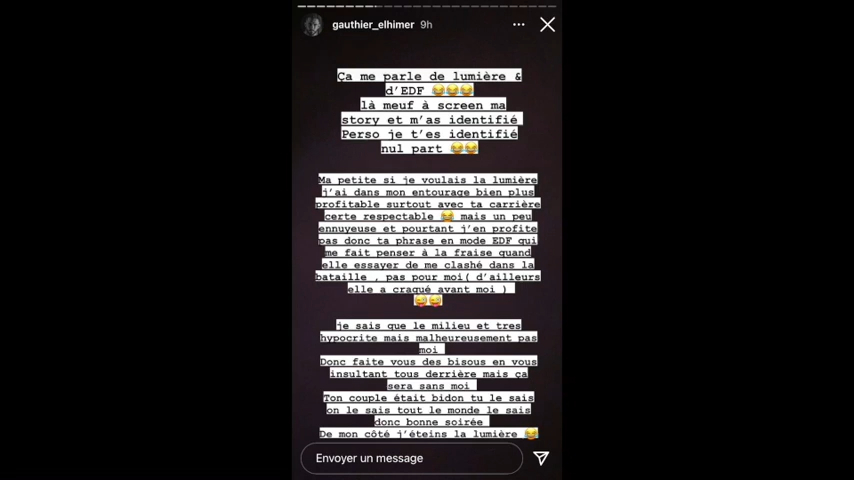 gauthier_elhimer 9h
Ça me parle de lumière &
d'EDF 😂😂😂
là meuf à screen ma
story et m'as identifié
Perso je t'es identifié
nul part 😂😂
Ma petite si je voulais la lumière
j'ai dans mon entourage bien plus
profitable surtout avec ta carrière
certe respectable 😂 mais un peu
ennuyeuse et pourtant j'en profite
pas donc ta phrase en mode EDF qui
me fait penser à la fraise quand
elle essayer de me clashé dans la
bataille , pas pour moi( d'ailleurs
elle a craqué avant moi )
😜😜
je sais que le milieu et tres
hypocrite mais malheureusement pas
moi
Donc faite vous des bisous en vous
insultant tous derrière mais ca
sera sans moi
Ton couple était bidon tu le sais
on le sais tout le monde le sais
donc bonne soirée
De mon côté j'éteins la lumière 😂
Envoyer un message